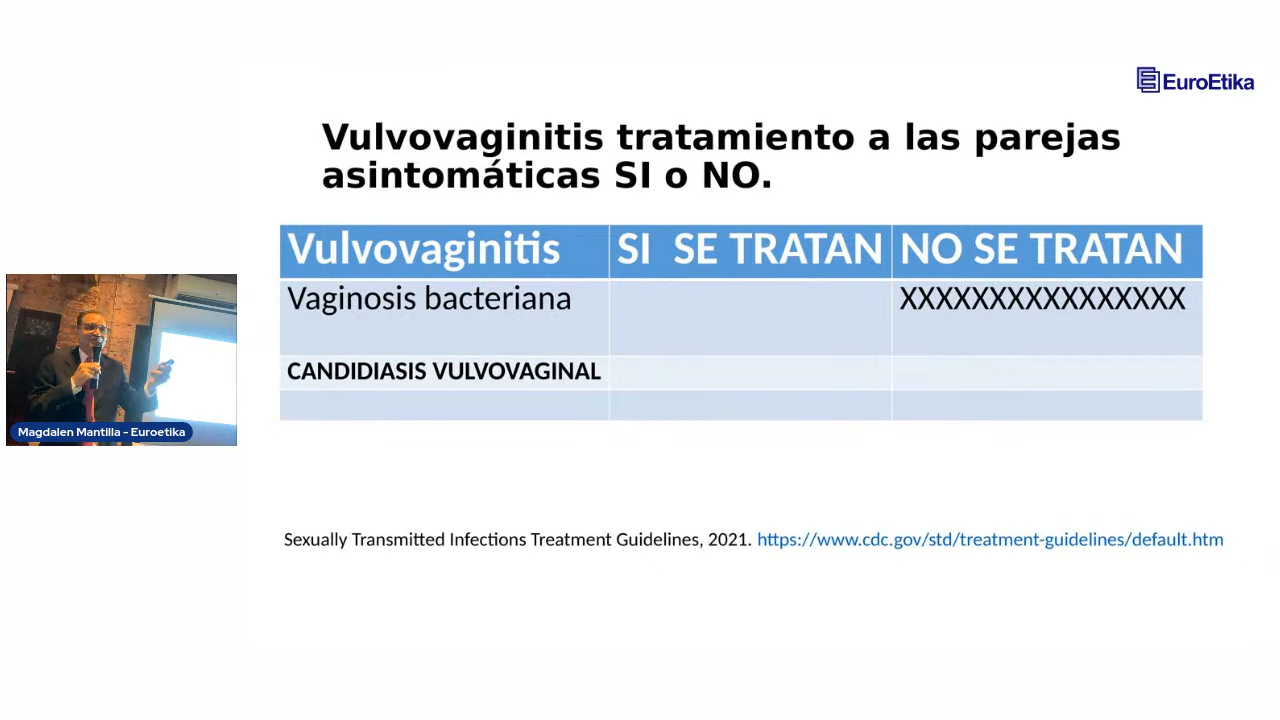 EuroEtika
Vulvovaginitis tratamiento a las parejas
asintomáticas SI o NO.
Vulvovaginitis SI SE TRATAN NO SE TRATAN
Vaginosis bacteriana XXXXXXXXXXXXXXXX
CANDIDIASIS VULVOVAGINAL
Magdalen Mantilla - Euroetika
Sexually Transmitted Infections Treatment Guidelines, 2021. https://www.cdc.gov/std/treatment-guidelines/default.htm